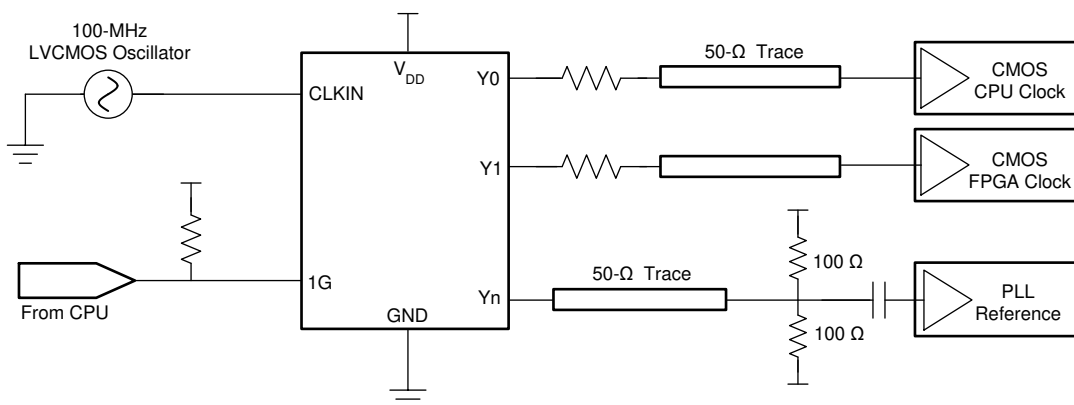 100-MHz
LVCMOS Oscillator
CLKIN
VDD
Y0
50-Ω Trace
CMOS
CPU Clock
Y1
CMOS
FPGA Clock
From CPU
1G
GND
Yn
50-Ω Trace
100 Ω
100 Ω
PLL
Reference